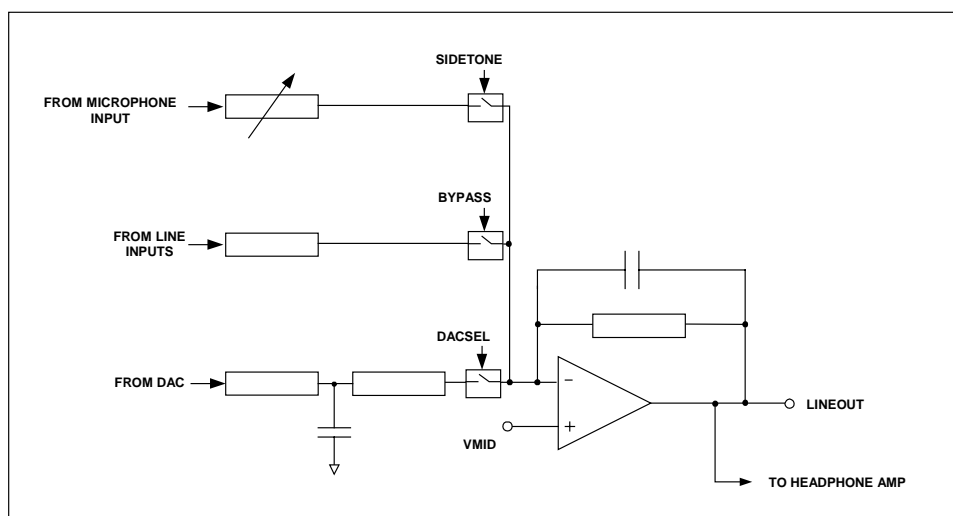 SIDETONE
FROM MICROPHONE
INPUT
BYPASS
FROM LINE
INPUTS
DACSEL
FROM DAC
−
+
VMID
LINEOUT
TO HEADPHONE AMP